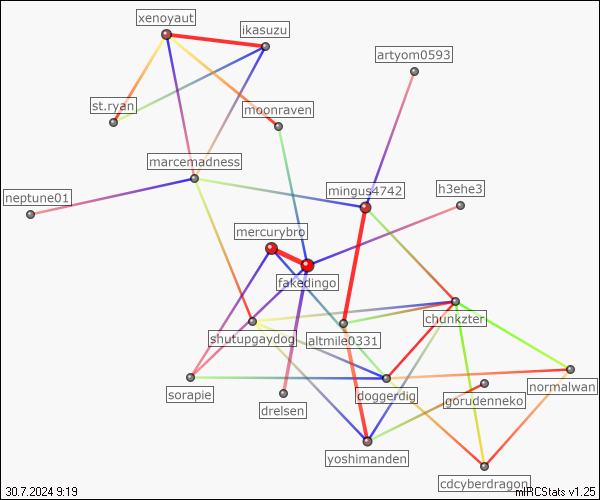 xenoyaut
ikasuzu
artyom0593
st.ryan
moonraven
marcemadness
neptune01
mingus4742
h3ehe3
mercurybro
fakedingo
chunkzter
shutupgaydog
altmile0331
sorapie
drelsen
doggerdig
gorudenneko
normalwan
yoshimanden
cdcyberdragon
30.7.2024 9:19
mIRCStats v1.25